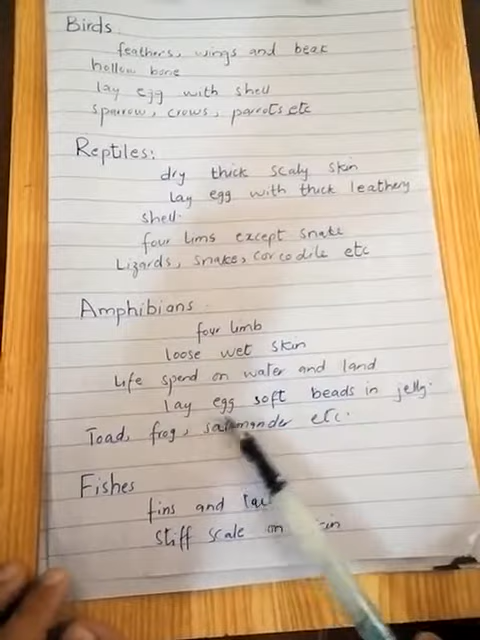 Birds
feathers, wings and beak
hollow bone
lay egg with shell
sparrow, crows, parrots etc
Reptiles:
dry thick scaly skin
lay egg with thick leathery
shell.
four lims except snake
Lizards, snake, corcodile etc
Amphibians
four limb
loose wet skin
Life spend on water and land
lay egg soft beads in jelly.
Toad, frog, salamander etc.
Fishes
fins and
stiff scale on